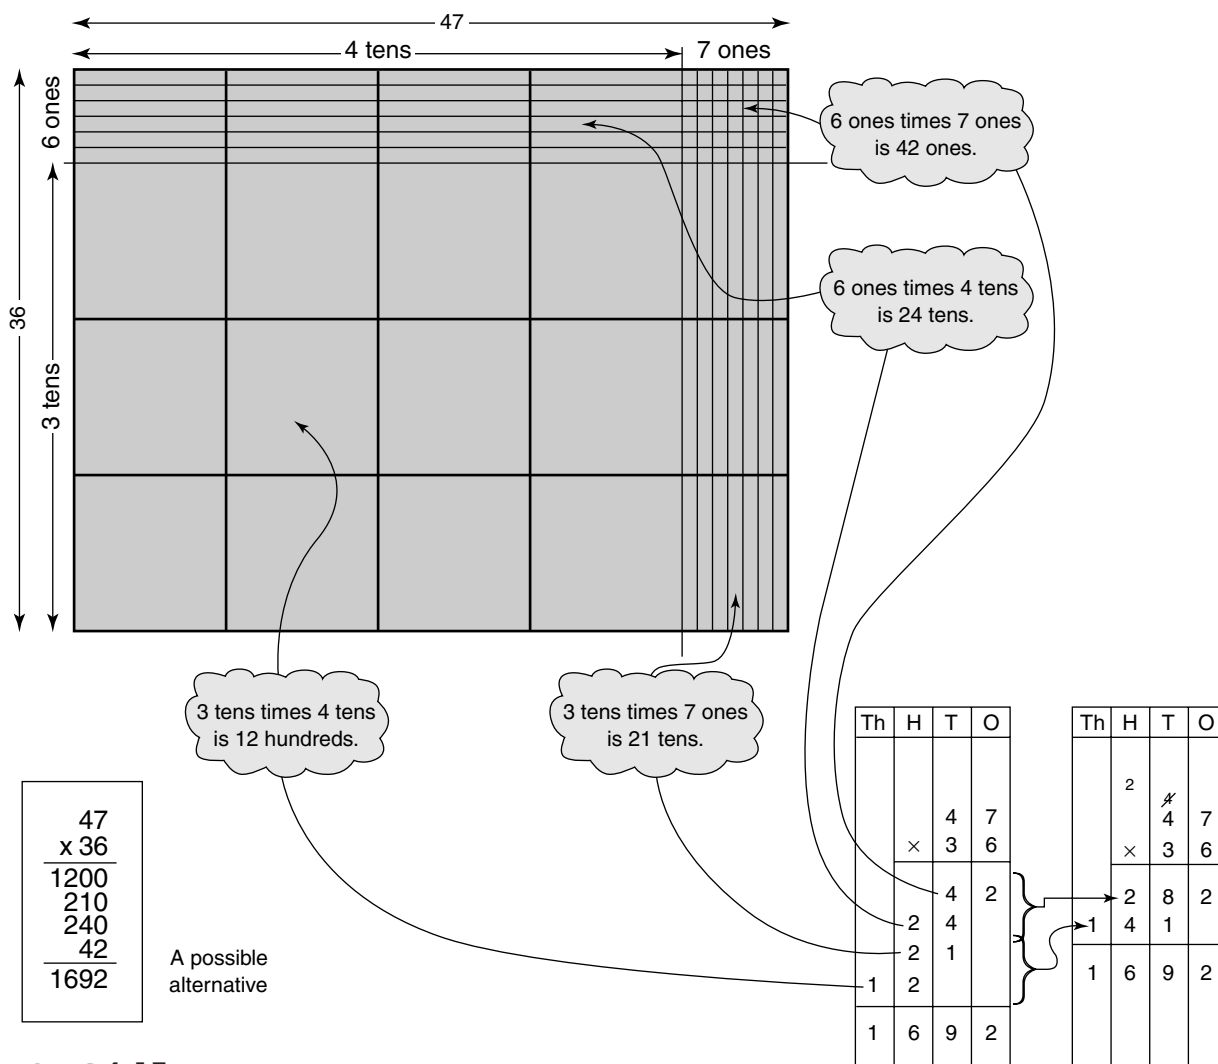 47
4 tens
7 ones
6 ones
36
3 tens
6 ones times 7 ones
is 42 ones.
6 ones times 4 tens
is 24 tens.
3 tens times 4 tens
is 12 hundreds.
3 tens times 7 ones
is 21 tens.
47
x 36
1200
210
240
42
1692
A possible
alternative
Th H T O
4 7
× 3 6
4 2
2 4
2 1
1 2
1 6 9 2
Th H T O
2 4
4 7
× 3 6
2 8 2
1 4 1
1 6 9 2